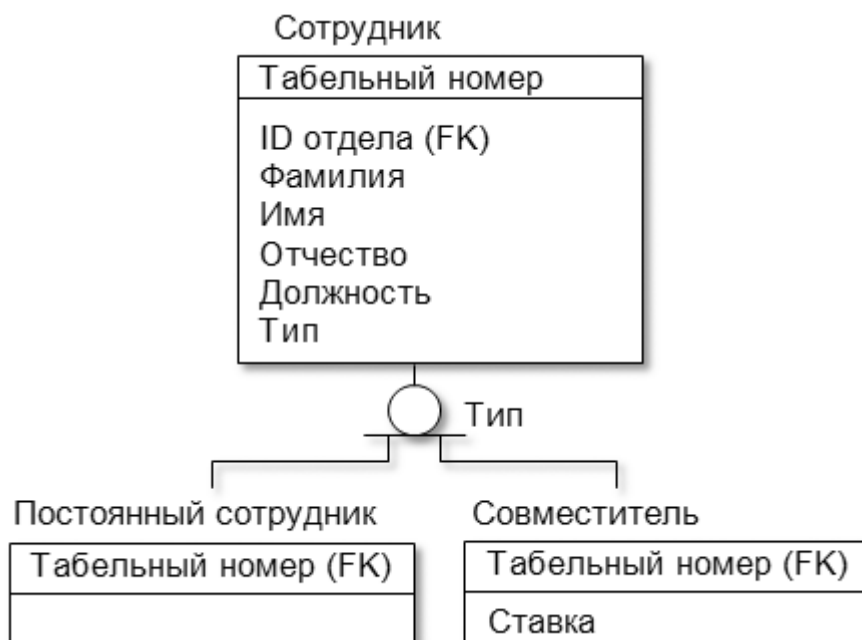 Сотрудник
Табельный номер
ID отдела (FK)
Фамилия
Имя
Отчество
Должность
Тип
Тип
Постоянный сотрудник
Табельный номер (FK)
Совместитель
Табельный номер (FK)
Ставка